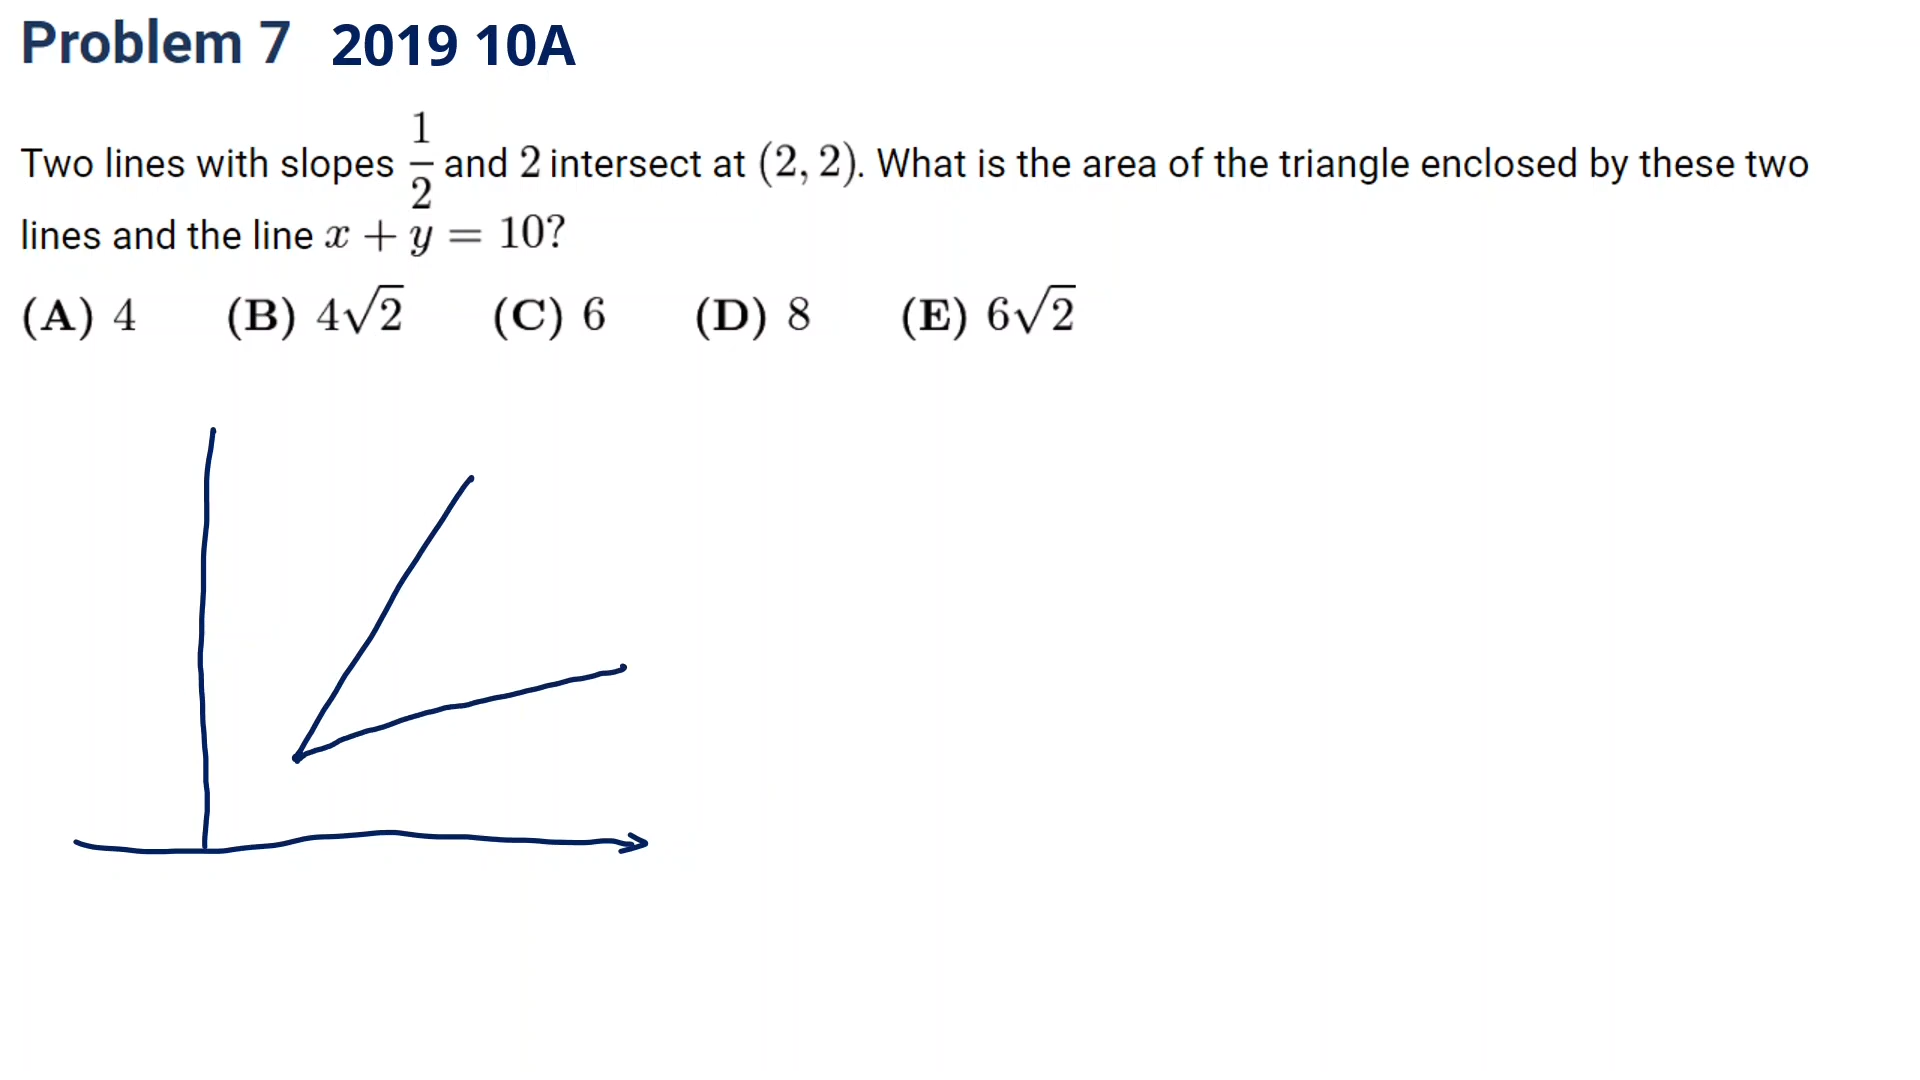 Problem 7 2019 10A
Two lines with slopes 1/2 and 2 intersect at (2, 2). What is the area of the triangle enclosed by these two
lines and the line x + y = 10?
(A) 4 (B) 4√2 (C) 6 (D) 8 (E) 6√2